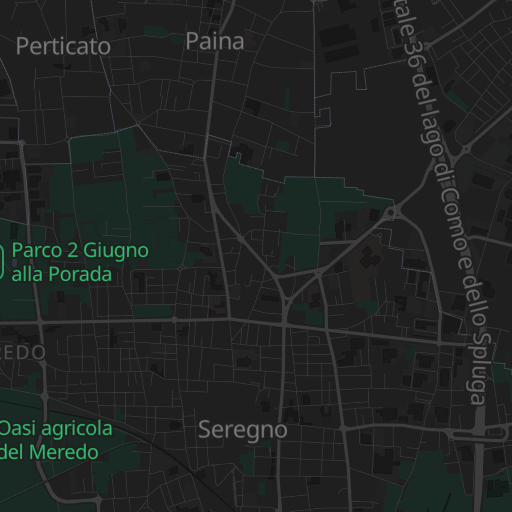 Perticato
Paina
tale 36 del lago di Como e dello Spluga
Parco 2 Giugno
alla Porada
REDO
Oasi agricola
del Meredo
Seregno